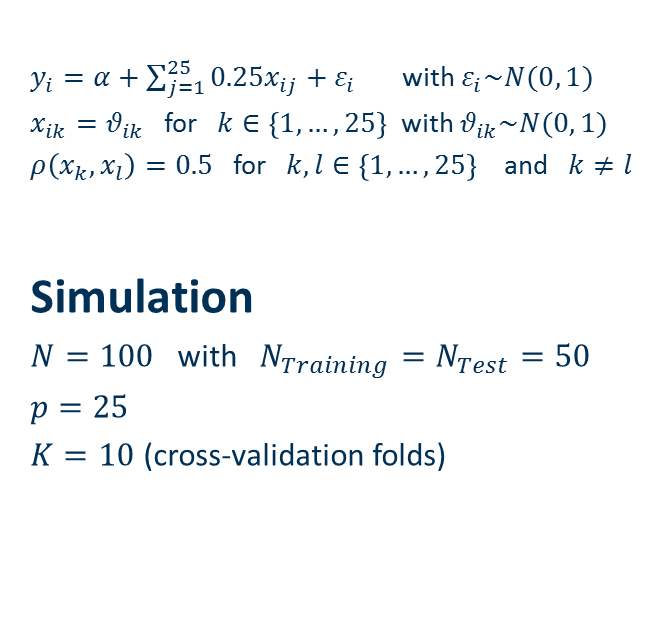 yᵢ = α + ∑²⁵ⱼ₌₁ 0.25xᵢⱼ + εᵢ with εᵢ~N(0, 1)
xᵢₖ = ϑᵢₖ for k ∈ {1, … , 25} with ϑᵢₖ~N(0, 1)
ρ(xₖ, xₗ) = 0.5 for k, l ∈ {1, … , 25} and k ≠ l
Simulation
N = 100 with N_Training = N_Test = 50
p = 25
K = 10 (cross-validation folds)